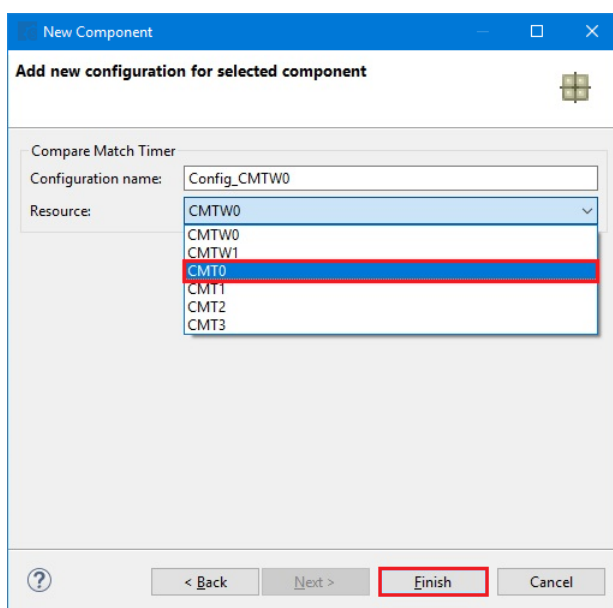 New Component
Add new configuration for selected component
Compare Match Timer
Configuration name: Config_CMTW0
Resource: CMTW0
CMTW0
CMTW1
CMT0
CMT1
CMT2
CMT3
? < Back Next > Finish Cancel